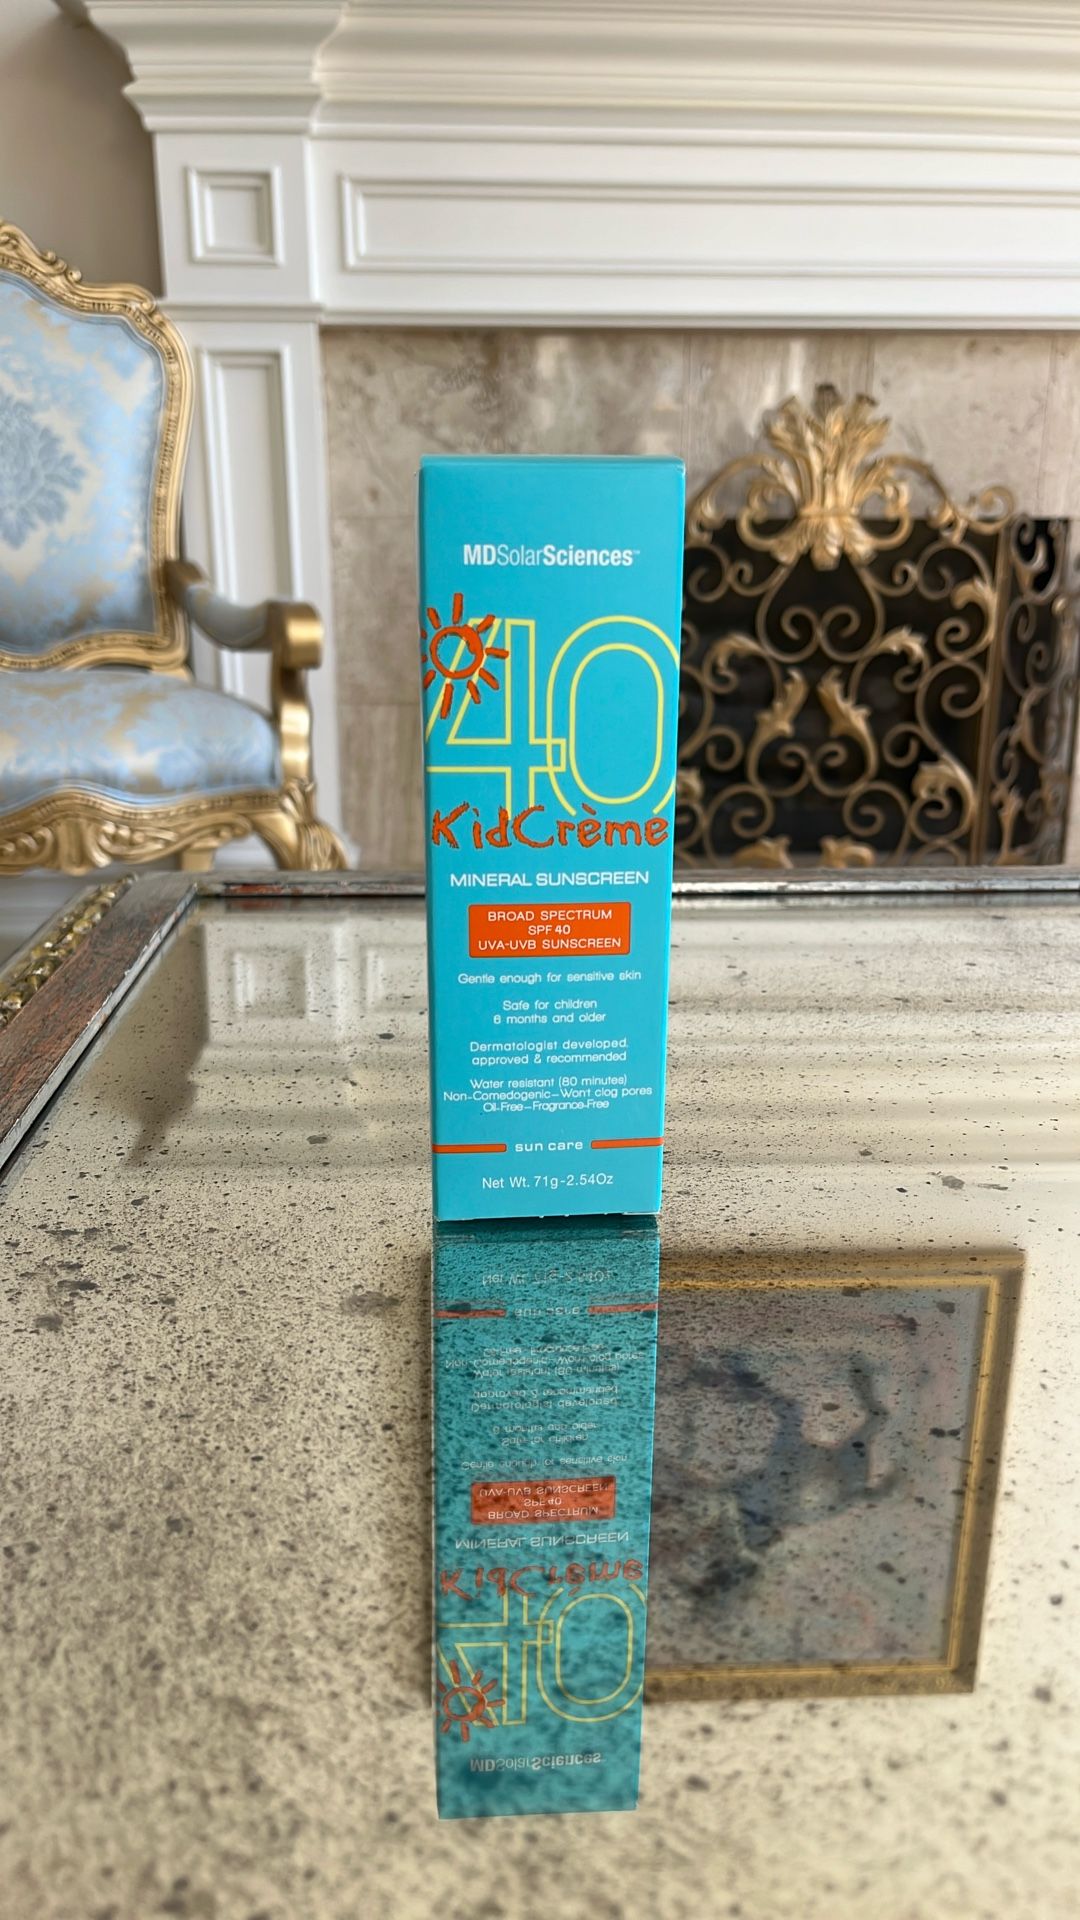 MDSolarSciences™
40
KidCrème
MINERAL SUNSCREEN
BROAD SPECTRUM
SPF 40
UVA-UVB SUNSCREEN
Gentle enough for sensitive skin
Safe for children
6 months and older
Dermatologist developed,
approved & recommended
Water resistant (80 minutes)
Non-Comedogenic–Won't clog pores
Oil-Free–Fragrance-Free
sun care
Net Wt. 71g-2.54Oz